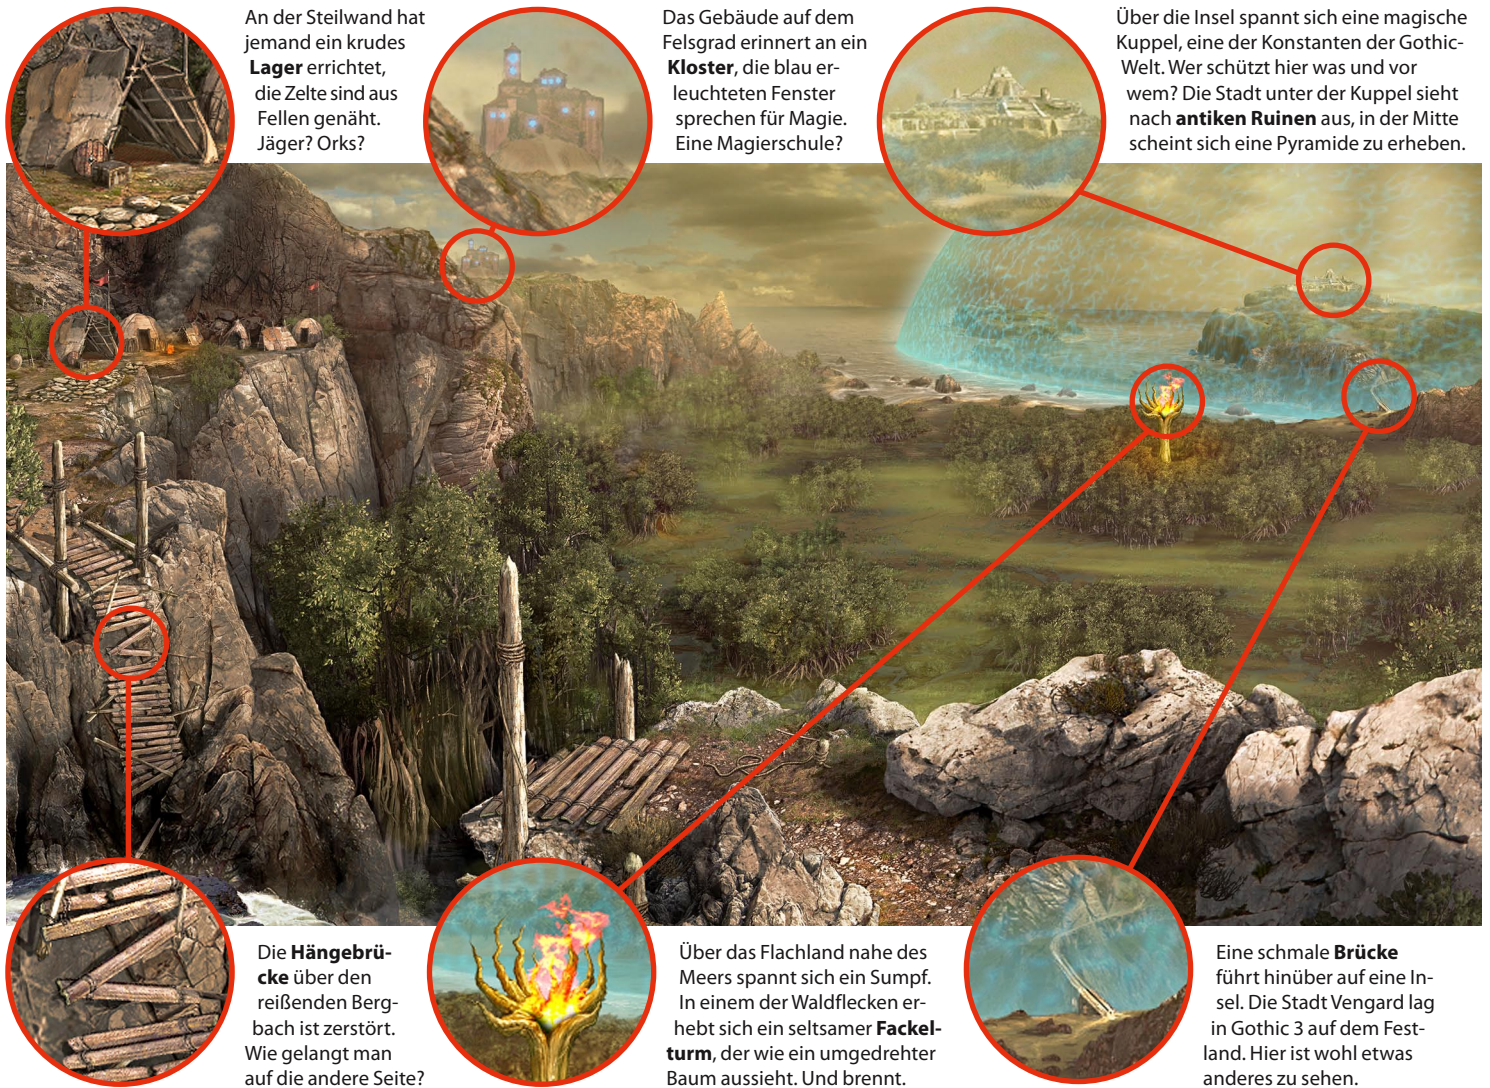 An der Steilwand hat
jemand ein krudes
Lager errichtet,
die Zelte sind aus
Fellen genäht.
Jäger? Orks?
Das Gebäude auf dem
Felsgrad erinnert an ein
Kloster, die blau er-
leuchteten Fenster
sprechen für Magie.
Eine Magierschule?
Über die Insel spannt sich eine magische
Kuppel, eine der Konstanten der Gothic-
Welt. Wer schützt hier was und vor
wem? Die Stadt unter der Kuppel sieht
nach antiken Ruinen aus, in der Mitte
scheint sich eine Pyramide zu erheben.
Die Hängebrü-
cke über den
reißenden Berg-
bach ist zerstört.
Wie gelangt man
auf die andere Seite?
Über das Flachland nahe des
Meers spannt sich ein Sumpf.
In einem der Waldflecken er-
hebt sich ein seltsamer Fackel-
turm, der wie ein umgedrehter
Baum aussieht. Und brennt.
Eine schmale Brücke
führt hinüber auf eine In-
sel. Die Stadt Vengard lag
in Gothic 3 auf dem Fest-
land. Hier ist wohl etwas
anderes zu sehen.